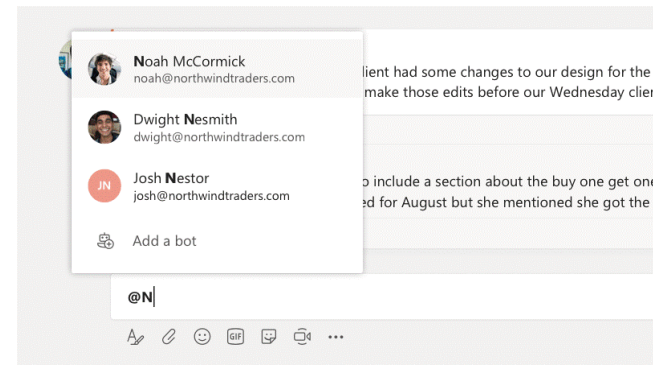 Noah McCormick
noah@northwindtraders.com
Dwight Nesmith
dwight@northwindtraders.com
JN
Josh Nestor
josh@northwindtraders.com
Add a bot
client had some changes to our design for the
make those edits before our Wednesday
include a section about the buy one get one
for August but she mentioned she got the
@N
GIF